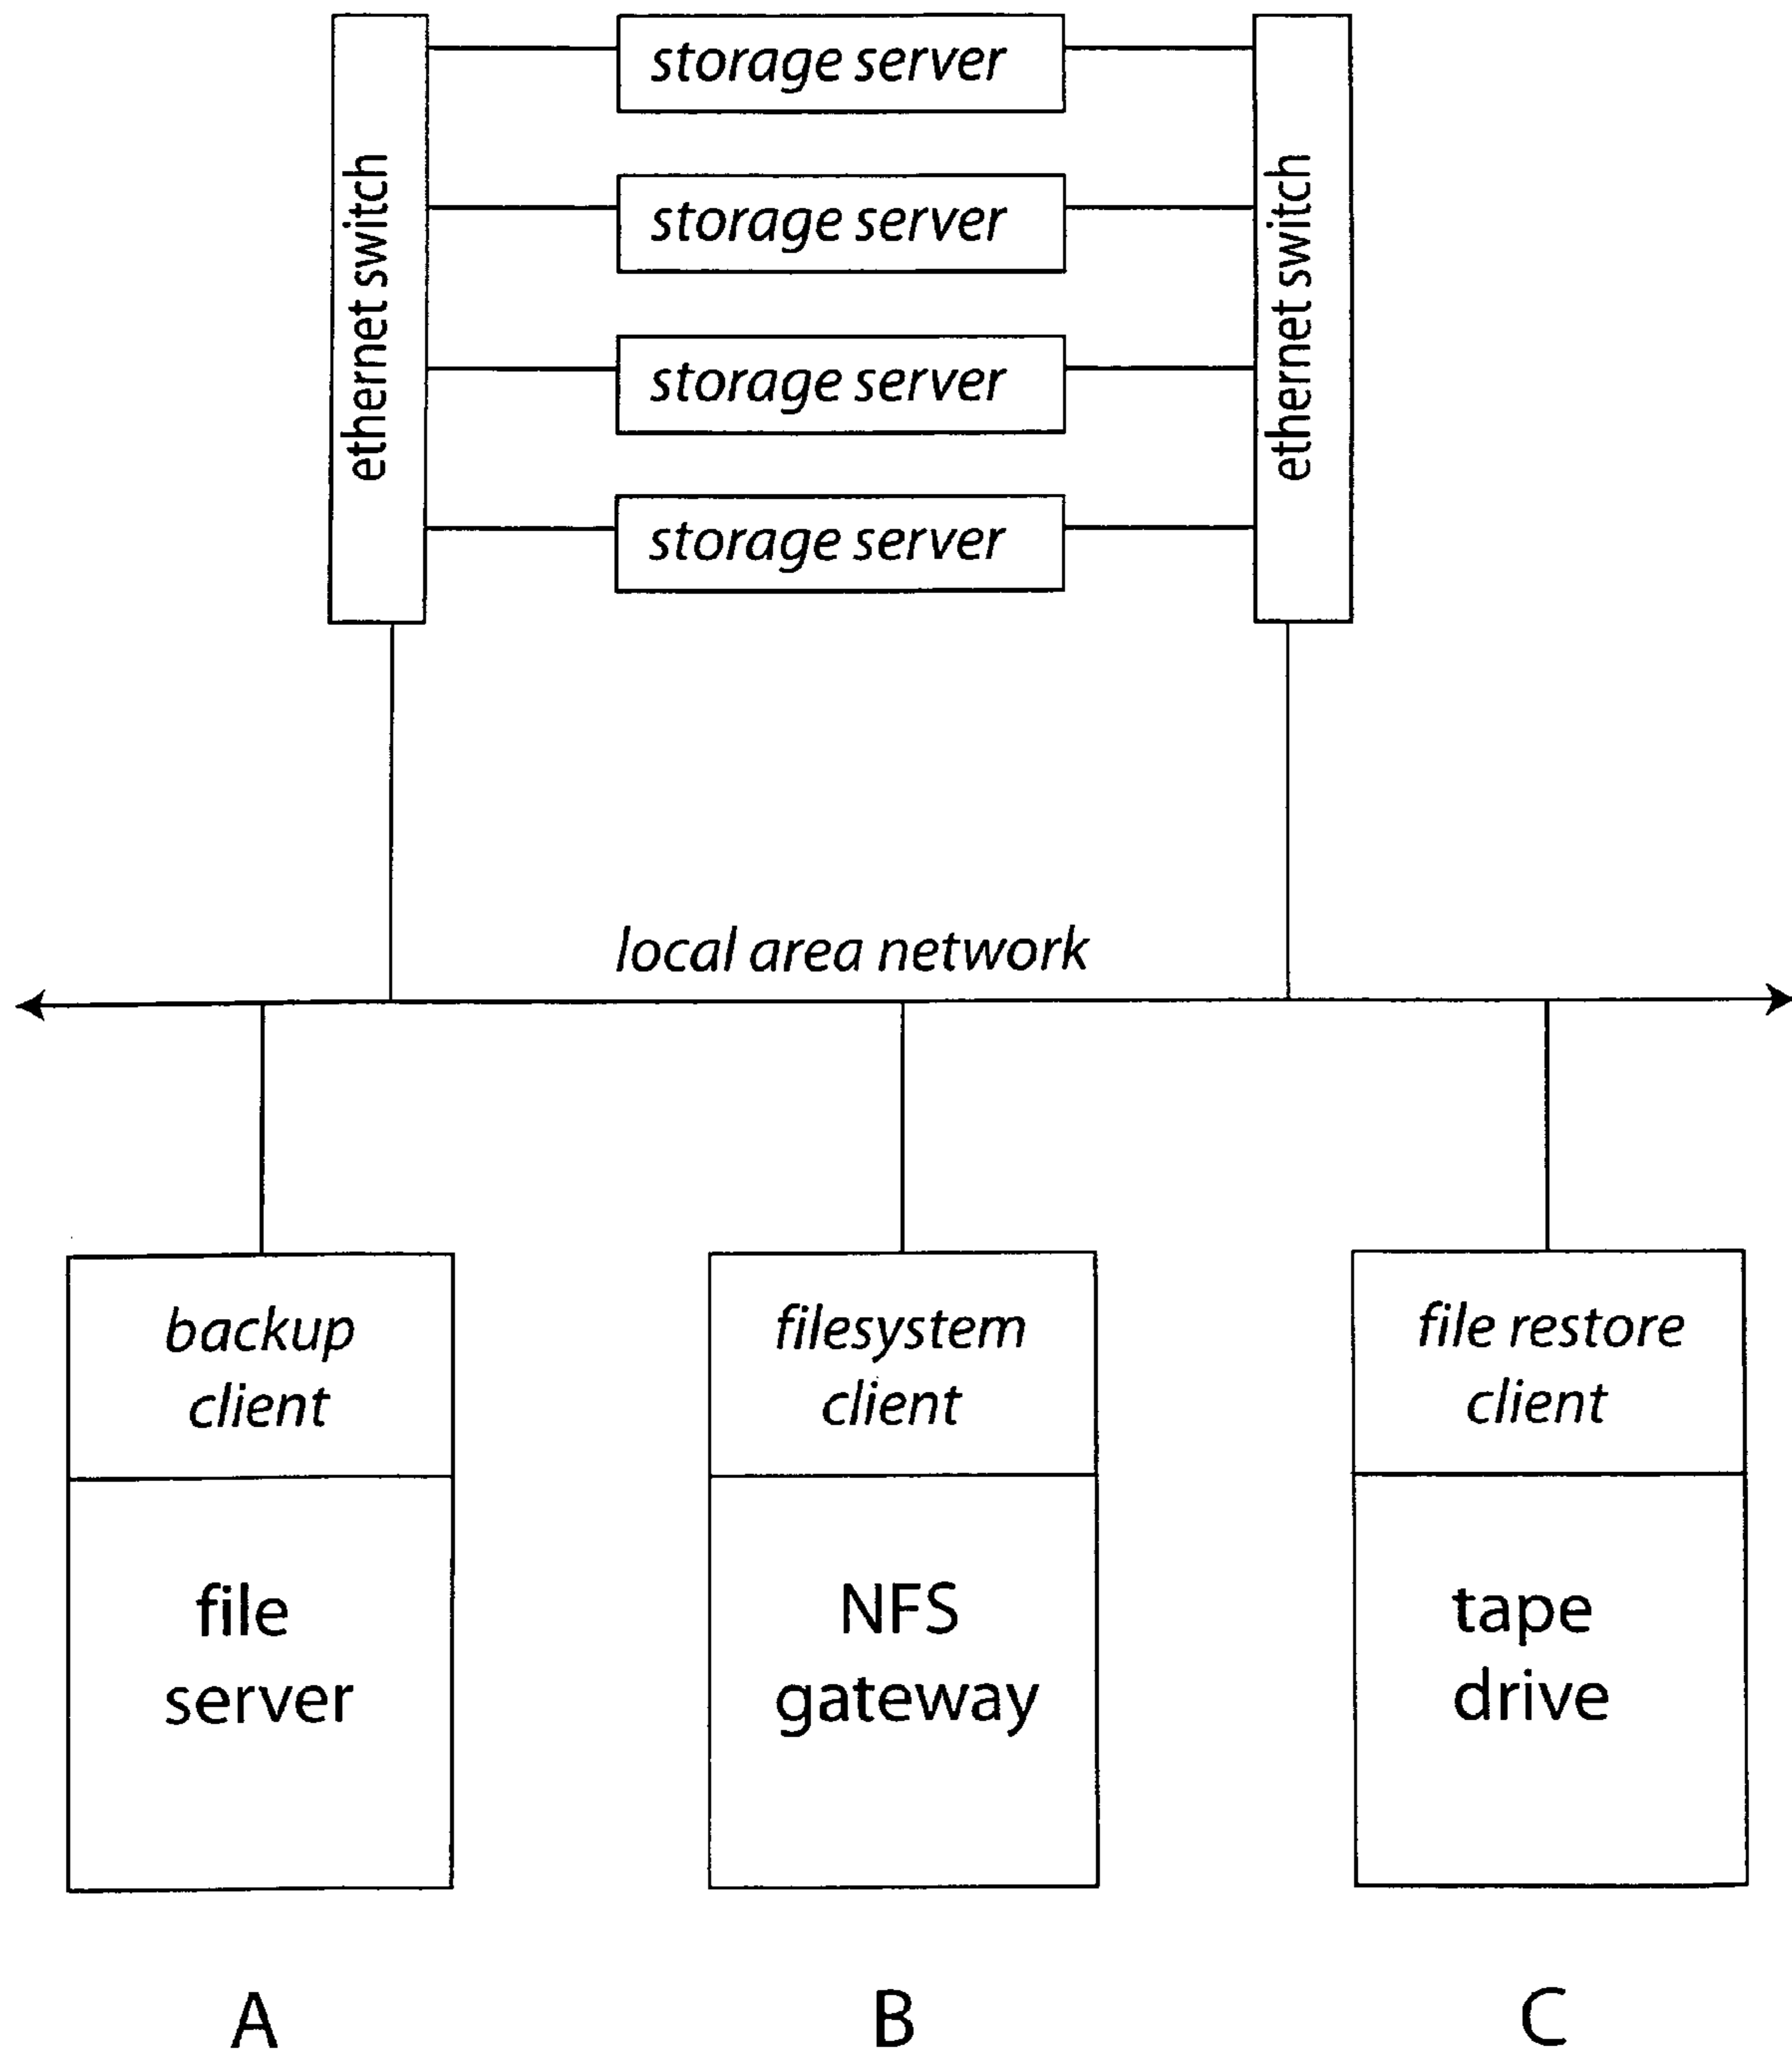 storage server
storage server
storage server
storage server
ethernet switch
ethernet switch
local area network
backup
client
file
server
filesystem
client
NFS
gateway
file restore
client
tape
drive
A
B
C